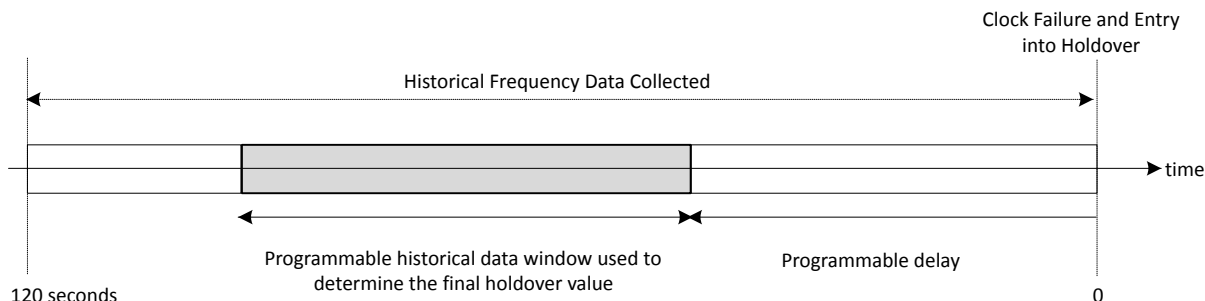 Clock Failure and Entry
into Holdover
Historical Frequency Data Collected
time
Programmable historical data window used to
determine the final holdover value
Programmable delay
120 seconds
0